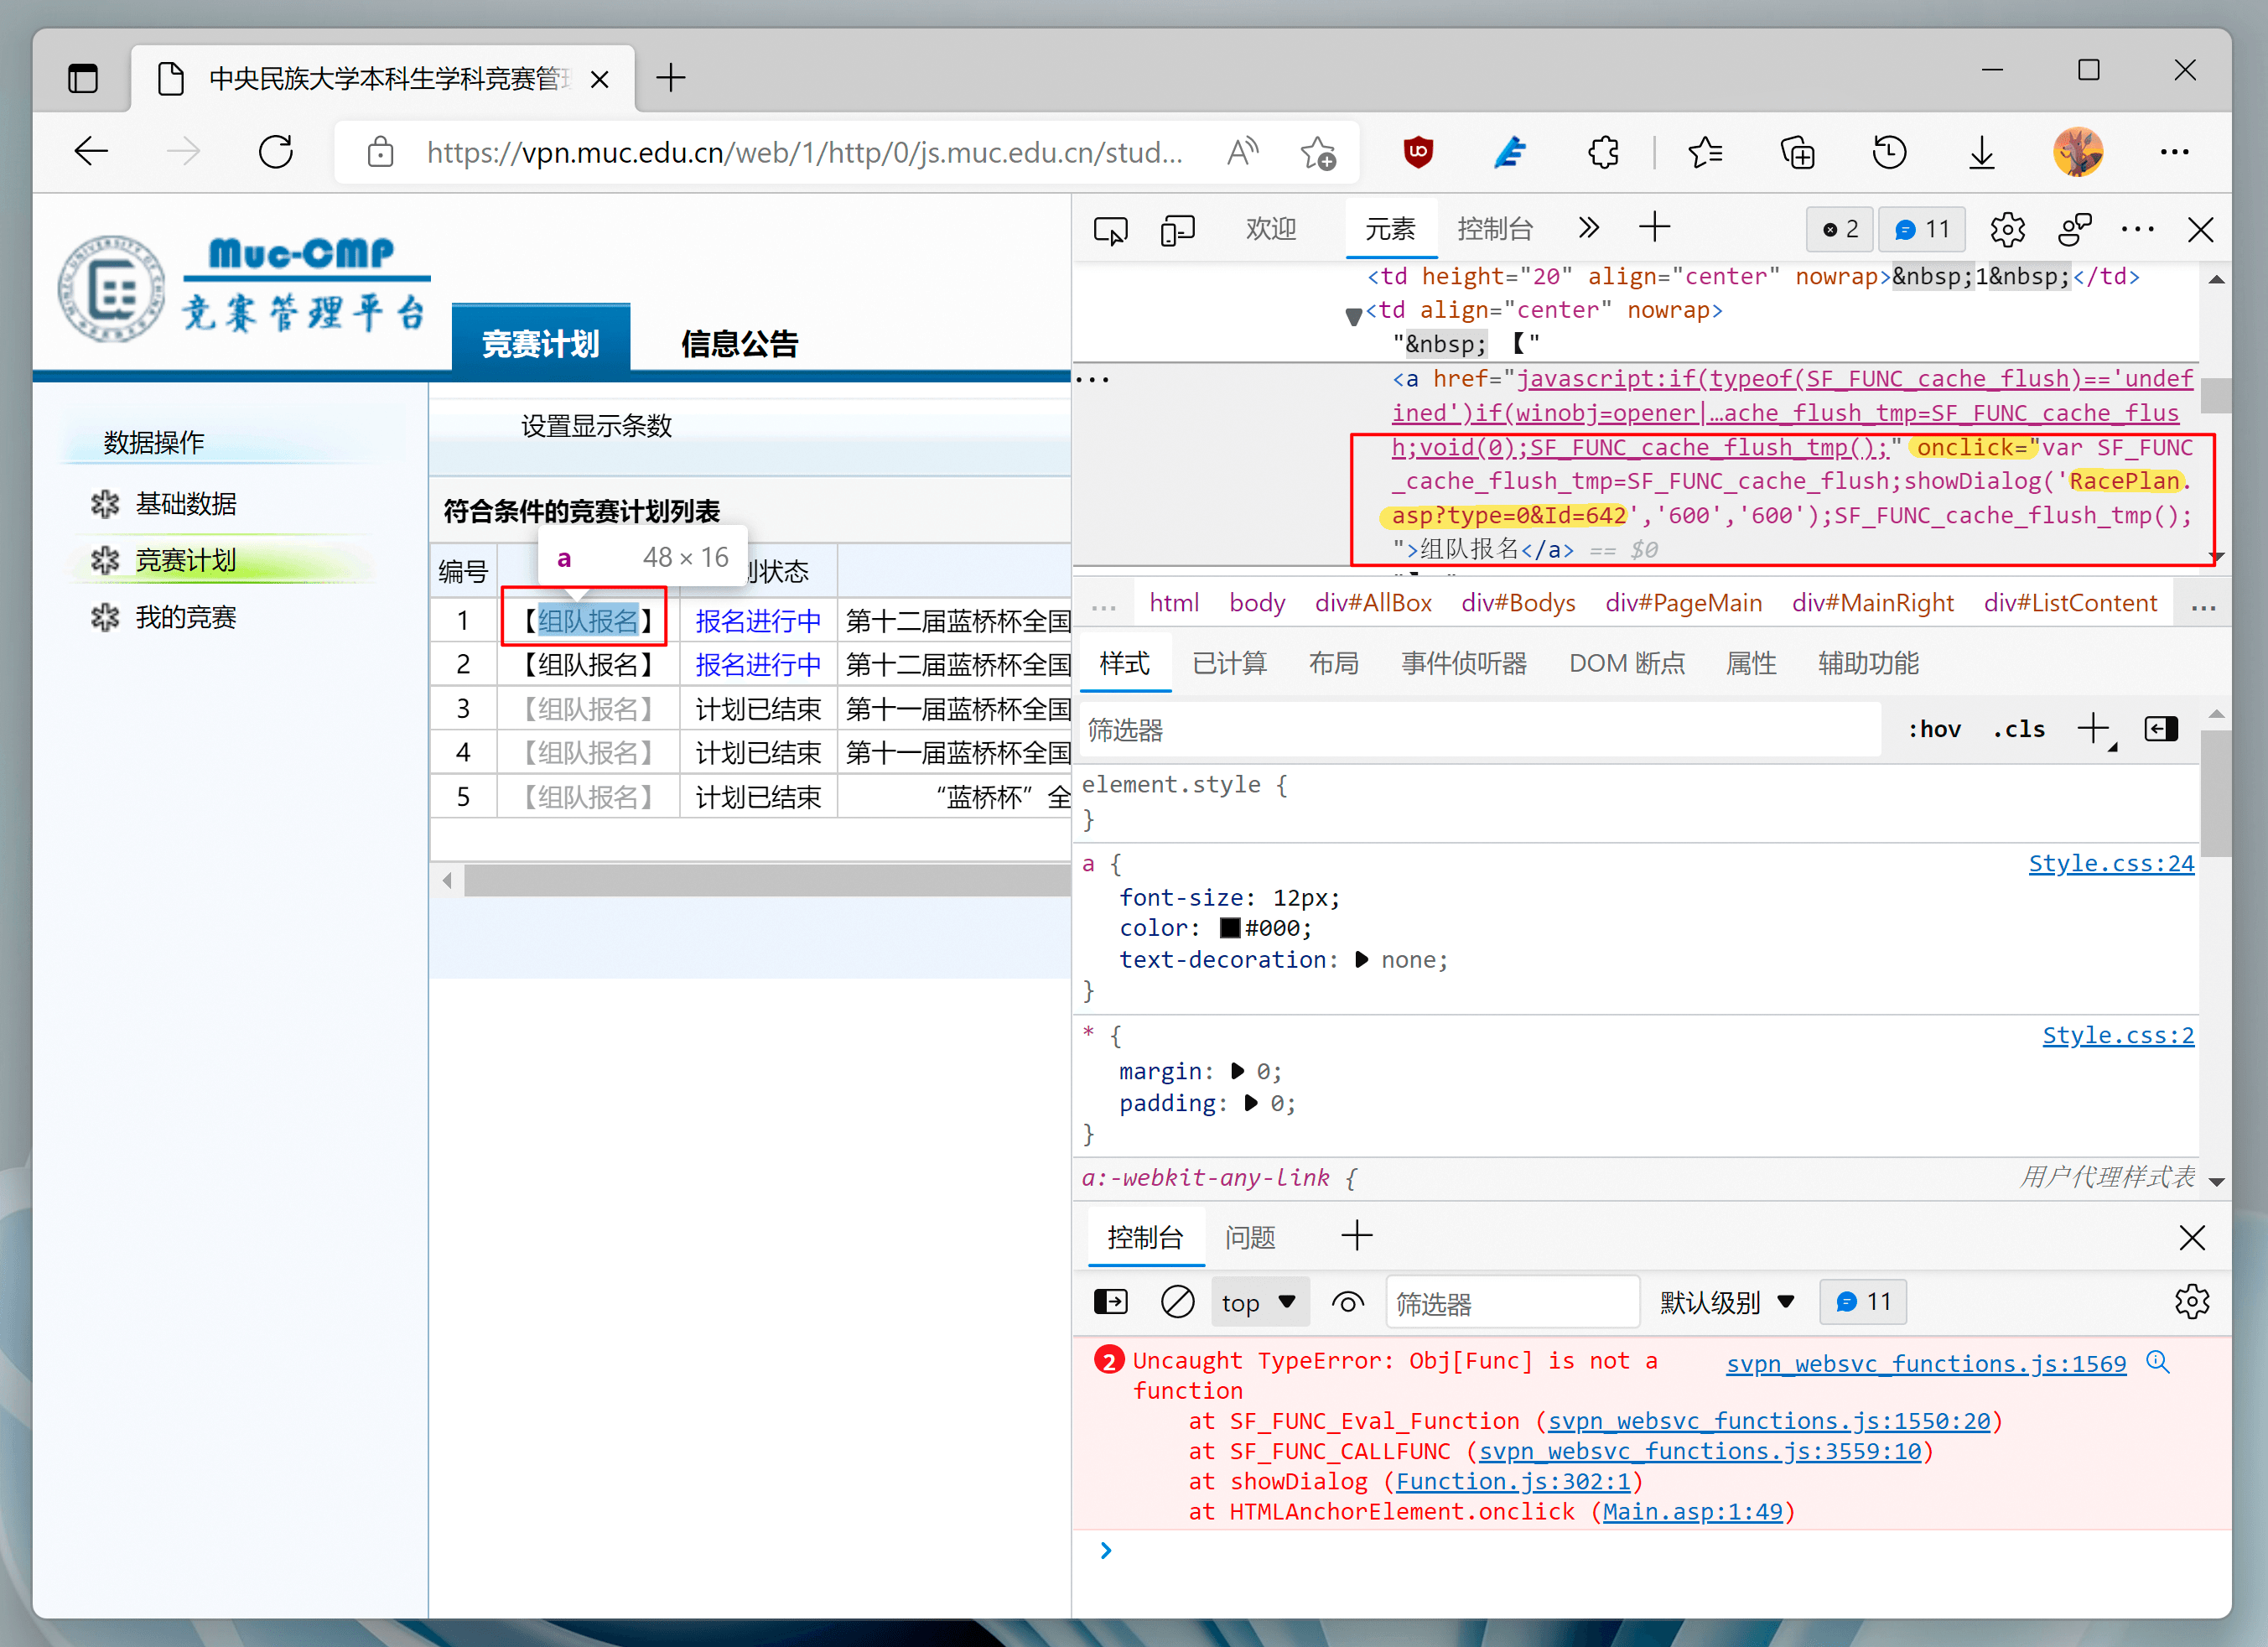 中央民族大学本科生学科竞赛管理
https://vpn.muc.edu.cn/web/1/http/0/js.muc.edu.cn/stud...
Muc-CMP
竞赛管理平台
竞赛计划
信息公告
数据操作
基础数据
竞赛计划
我的竞赛
设置显示条数
符合条件的竞赛计划列表
a 48 × 16
编号 划状态
1 【组队报名】 报名进行中 第十二届蓝桥杯全国
2 【组队报名】 报名进行中 第十二届蓝桥杯全国
3 【组队报名】 计划已结束 第十一届蓝桥杯全国
4 【组队报名】 计划已结束 第十一届蓝桥杯全国
5 【组队报名】 计划已结束 “蓝桥杯”全
欢迎 元素 控制台 2 11
<td height="20" align="center" nowrap>&nbsp;1&nbsp;</td>
<td align="center" nowrap>
"&nbsp; 【"
<a href="javascript:if(typeof(SF_FUNC_cache_flush)=='undef
ined')if(winobj=opener|…ache_flush_tmp=SF_FUNC_cache_flus
h;void(0);SF_FUNC_cache_flush_tmp();" onclick="var SF_FUNC
_cache_flush_tmp=SF_FUNC_cache_flush;showDialog('RacePlan.
asp?type=0&Id=642','600','600');SF_FUNC_cache_flush_tmp();
">组队报名</a> == $0
... html body div#AllBox div#Bodys div#PageMain div#MainRight div#ListContent ...
样式 已计算 布局 事件侦听器 DOM 断点 属性 辅助功能
筛选器 :hov .cls
element.style {
}
a { Style.css:24
font-size: 12px;
color: #000;
text-decoration: none;
}
* { Style.css:2
margin: 0;
padding: 0;
}
a:-webkit-any-link { 用户代理样式表
控制台 问题
top 筛选器 默认级别 11
2 Uncaught TypeError: Obj[Func] is not a svpn_websvc_functions.js:1569
function
at SF_FUNC_Eval_Function (svpn_websvc_functions.js:1550:20)
at SF_FUNC_CALLFUNC (svpn_websvc_functions.js:3559:10)
at showDialog (Function.js:302:1)
at HTMLAnchorElement.onclick (Main.asp:1:49)